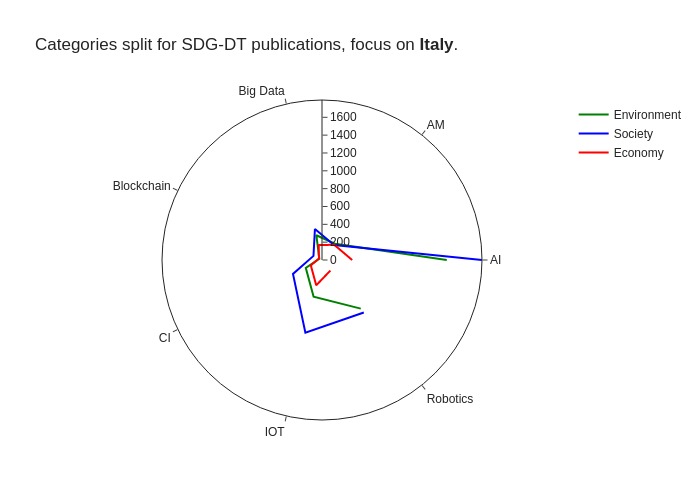 Categories split for SDG-DT publications, focus on Italy.
Big Data
AM
Blockchain
AI
CI
IOT
Robotics
1600
1400
1200
1000
800
600
400
200
0
Environment
Society
Economy